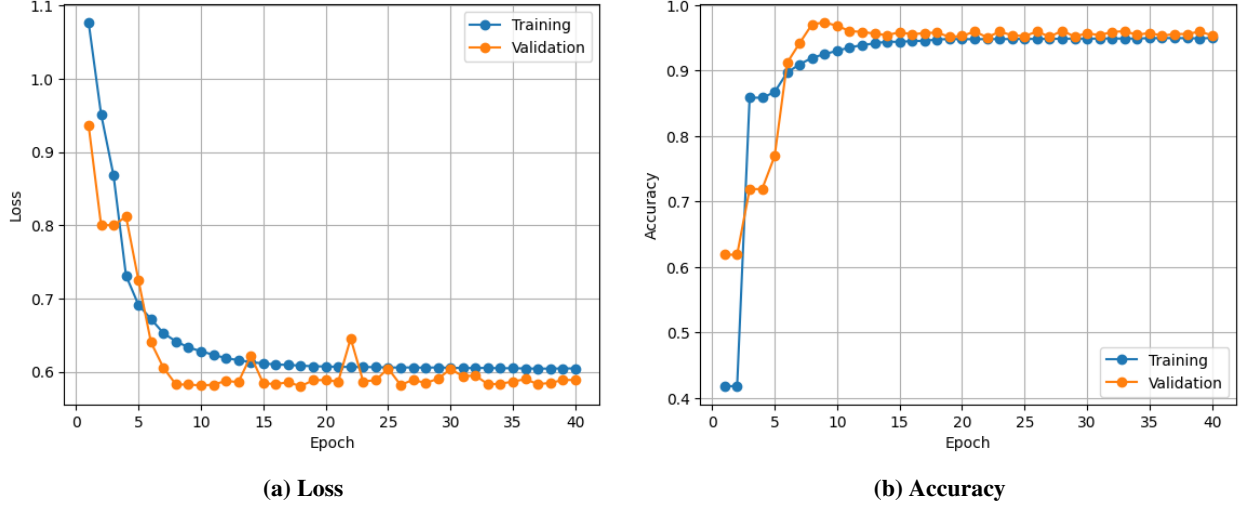 1.1
1.0
0.9
0.8
0.7
0.6
Loss
0 5 10 15 20 25 30 35 40
Epoch
Training
Validation
(a) Loss
1.0
0.9
0.8
0.7
0.6
0.5
0.4
Accuracy
0 5 10 15 20 25 30 35 40
Epoch
Training
Validation
(b) Accuracy